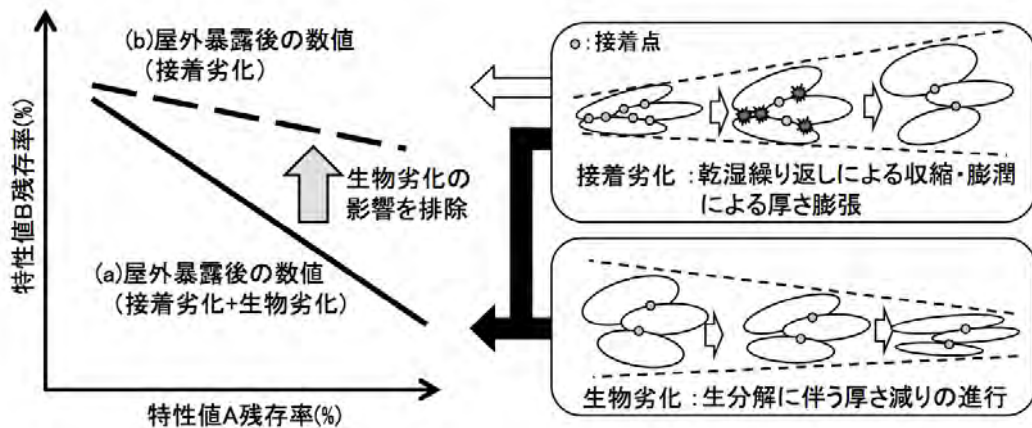 特性値B残存率(%)
(b)屋外暴露後の数値
(接着劣化)
生物劣化の
影響を排除
(a)屋外暴露後の数値
(接着劣化+生物劣化)
特性値A残存率(%)
:接着点
接着劣化:乾湿繰り返しによる収縮・膨潤
による厚さ膨張
生物劣化:生分解に伴う厚さ減りの進行